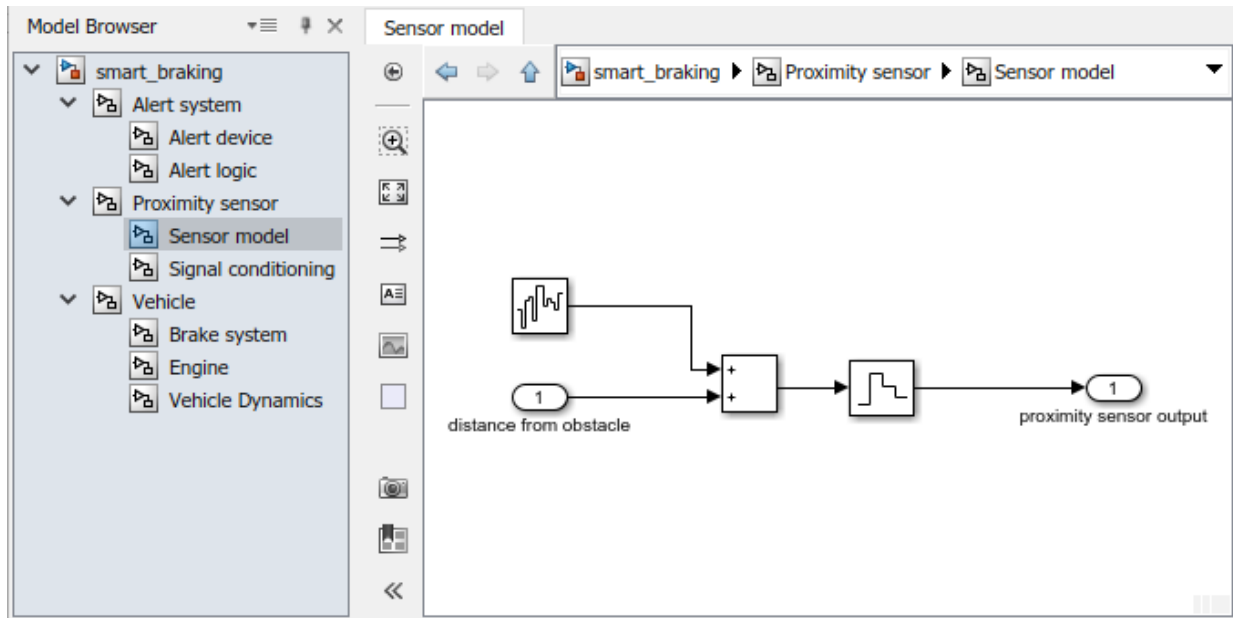 Model Browser
Sensor model
smart_braking
Alert system
Alert device
Alert logic
Proximity sensor
Sensor model
Signal conditioning
Vehicle
Brake system
Engine
Vehicle Dynamics
smart_braking Proximity sensor Sensor model
A
+
+
1
distance from obstacle
1
proximity sensor output